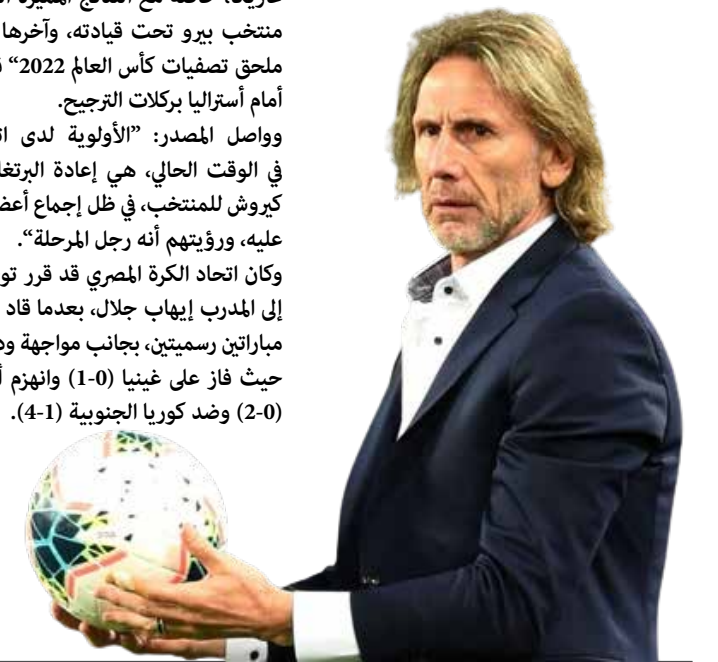 منتخب بيرو تحت قيادته، وآخرها
ملحق تصفيات كأس العالم 2022“
أمام أستراليا بركلات الترجيح.
وواصل المصدر: ”الأولوية لدى
في الوقت الحالي، هي إعادة
كيروش للمنتخب، في ظل إجماع
عليه، ورؤيتهم أنه رجل المرحلة“.
وكان اتحاد الكرة المصري قد قرر
إلى المدرب إيهاب جلال، بعدما قاد
مباراتين رسميتين، بجانب مواجهة
حيث فاز على غينيا (0-1) وانهزم
(0-2) وضد كوريا الجنوبية (1-4).